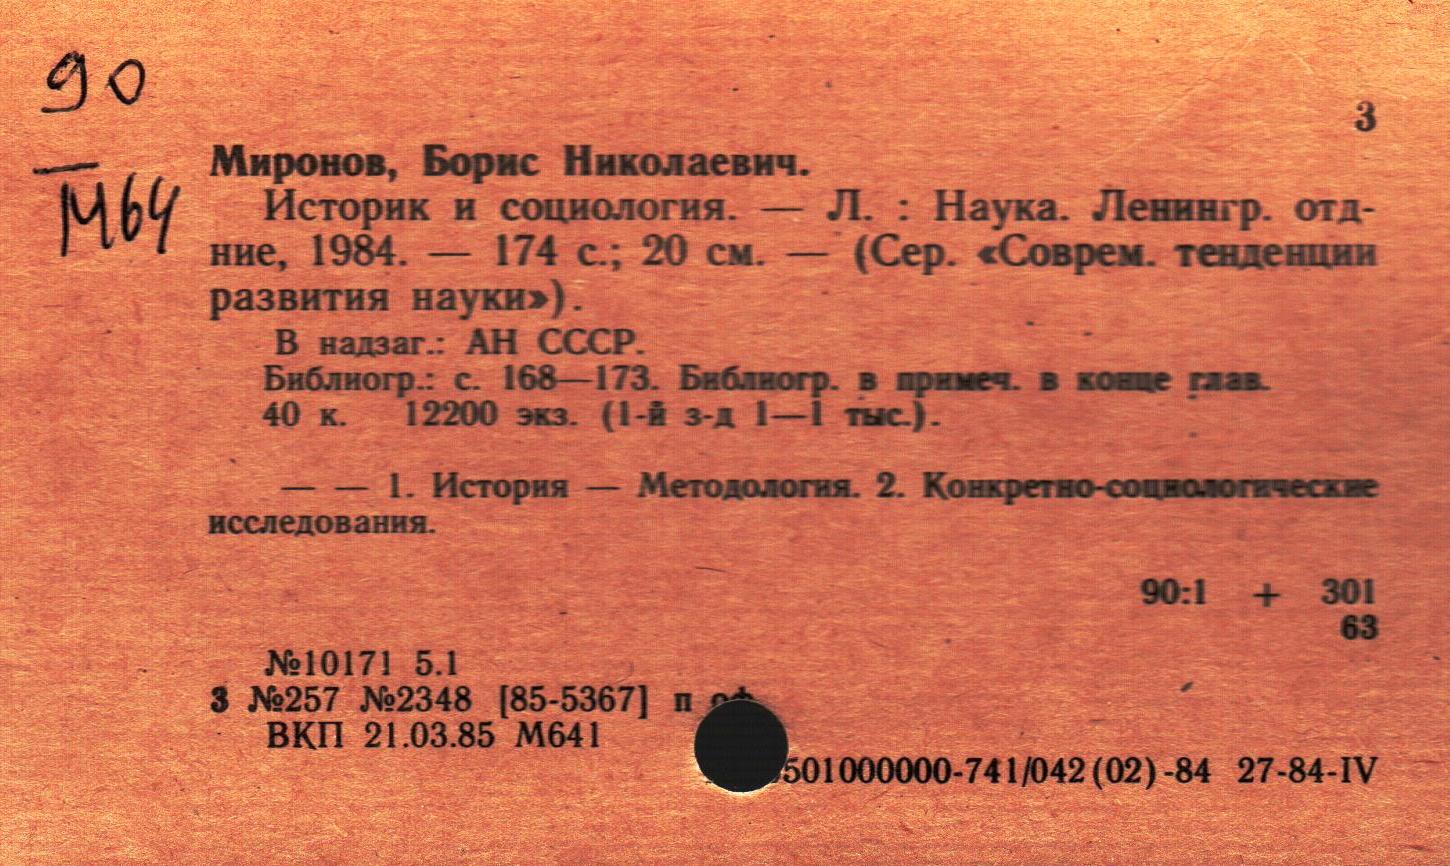 90
3
М64
Миронов, Борис Николаевич.
Историк и социология. — Л. : Наука. Ленингр. отд-
ние, 1984. — 174 с.; 20 см. — (Сер. «Соврем. тенденции
развития науки»).
В надзаг.: АН СССР.
Библиогр.: с. 168—173. Библиогр. в примеч. в конце глав.
40 к. 12200 экз. (1-й з-д 1—1 тыс.).
— — 1. История — Методология. 2. Конкретно-социологические
исследования.
90:1 + 301
63
№10171 5.1
3 №257 №2348 [85-5367] п оф
ВКП 21.03.85 М641
501000000-741/042(02)-84 27-84-IV